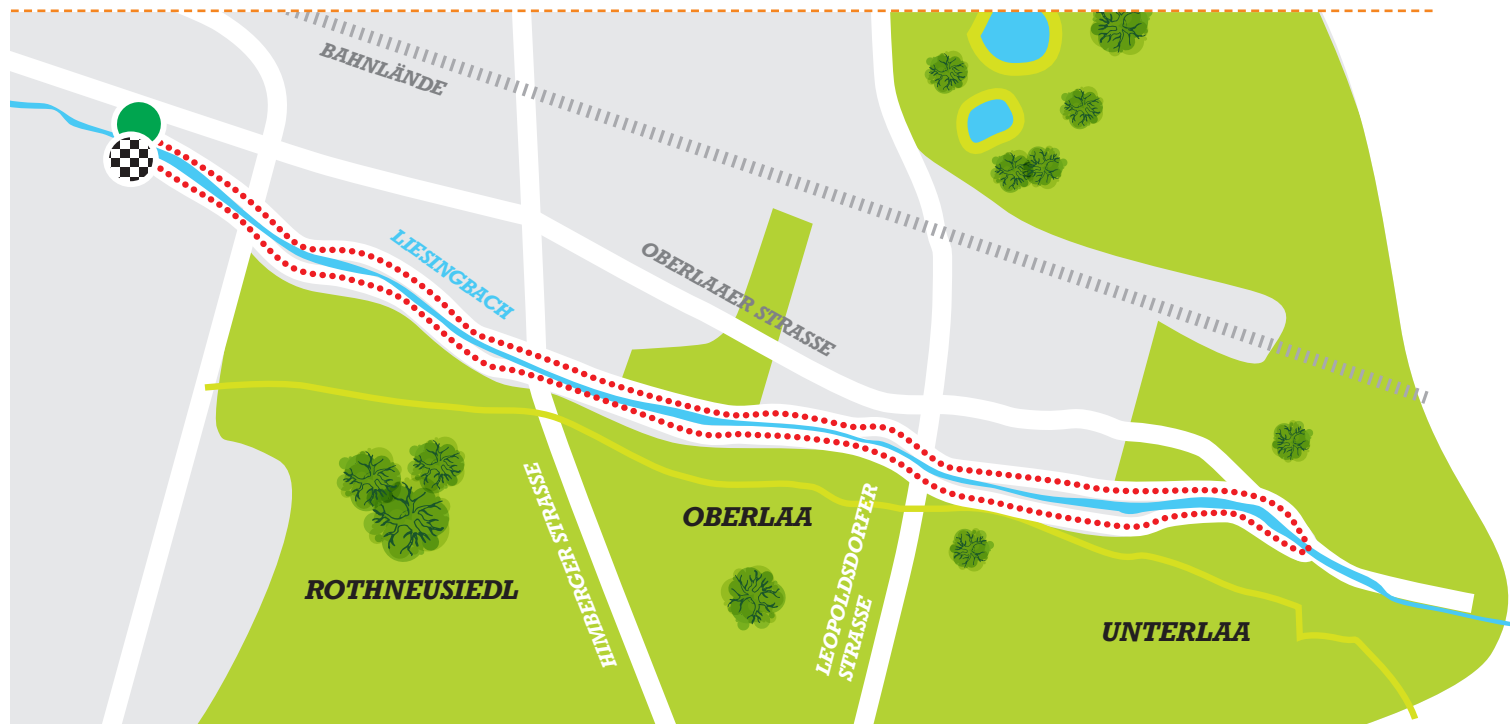 BAHNLÄNDE
LIESINGBACH
OBERLAAER STRASSE
HIMBERGER STRASSE
OBERLAA
LEOPOLDSDORFER
STRASSE
ROTHNEUSIEDL
UNTERLAA